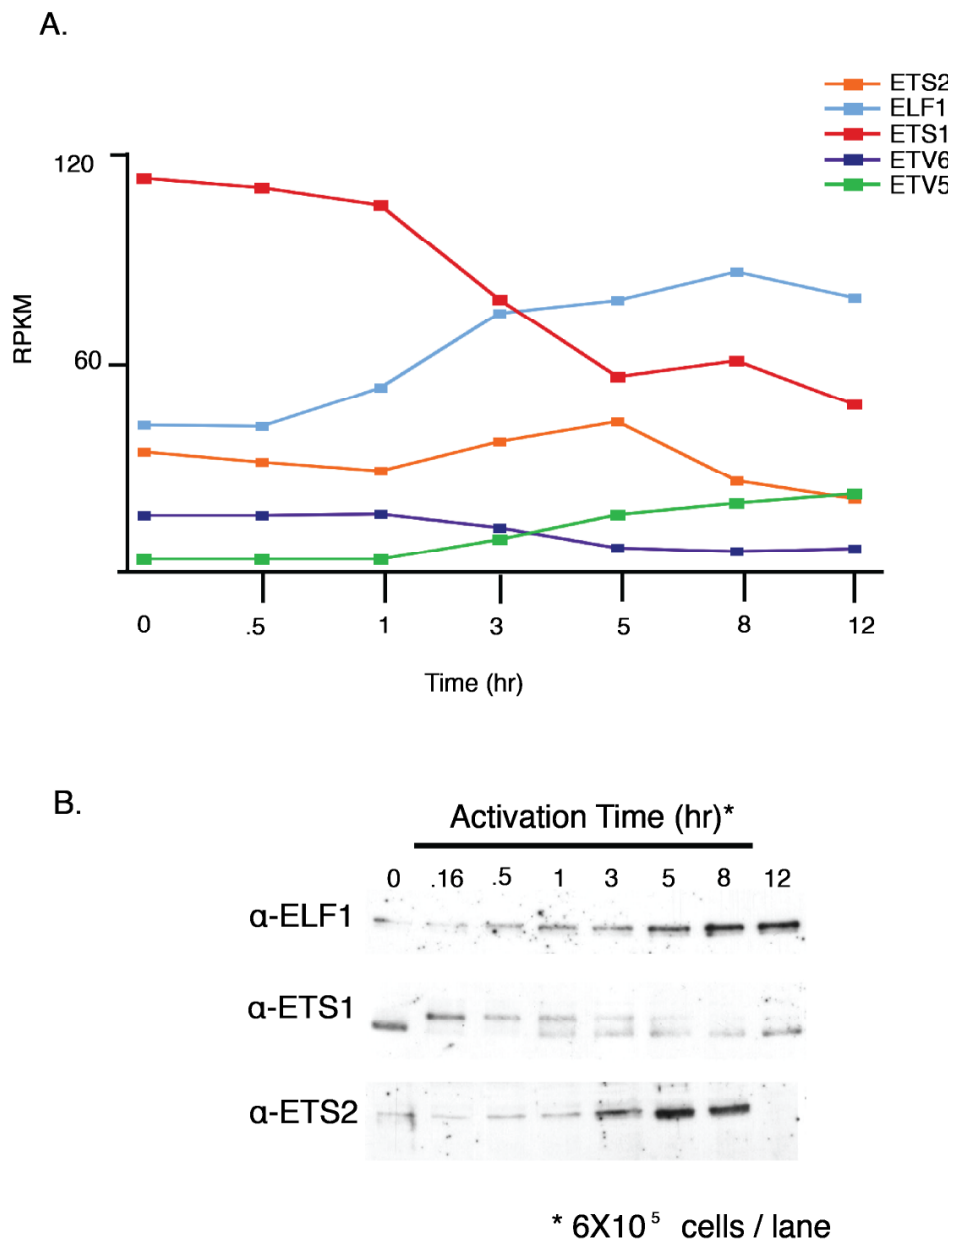 A.
ETS2
ELF1
ETS1
ETV6
ETV5
120
60
RPKM
0 .5 1 3 5 8 12
Time (hr)
B.
Activation Time (hr)*
0 .16 .5 1 3 5 8 12
α-ELF1
α-ETS1
α-ETS2
* 6X10⁵ cells / lane